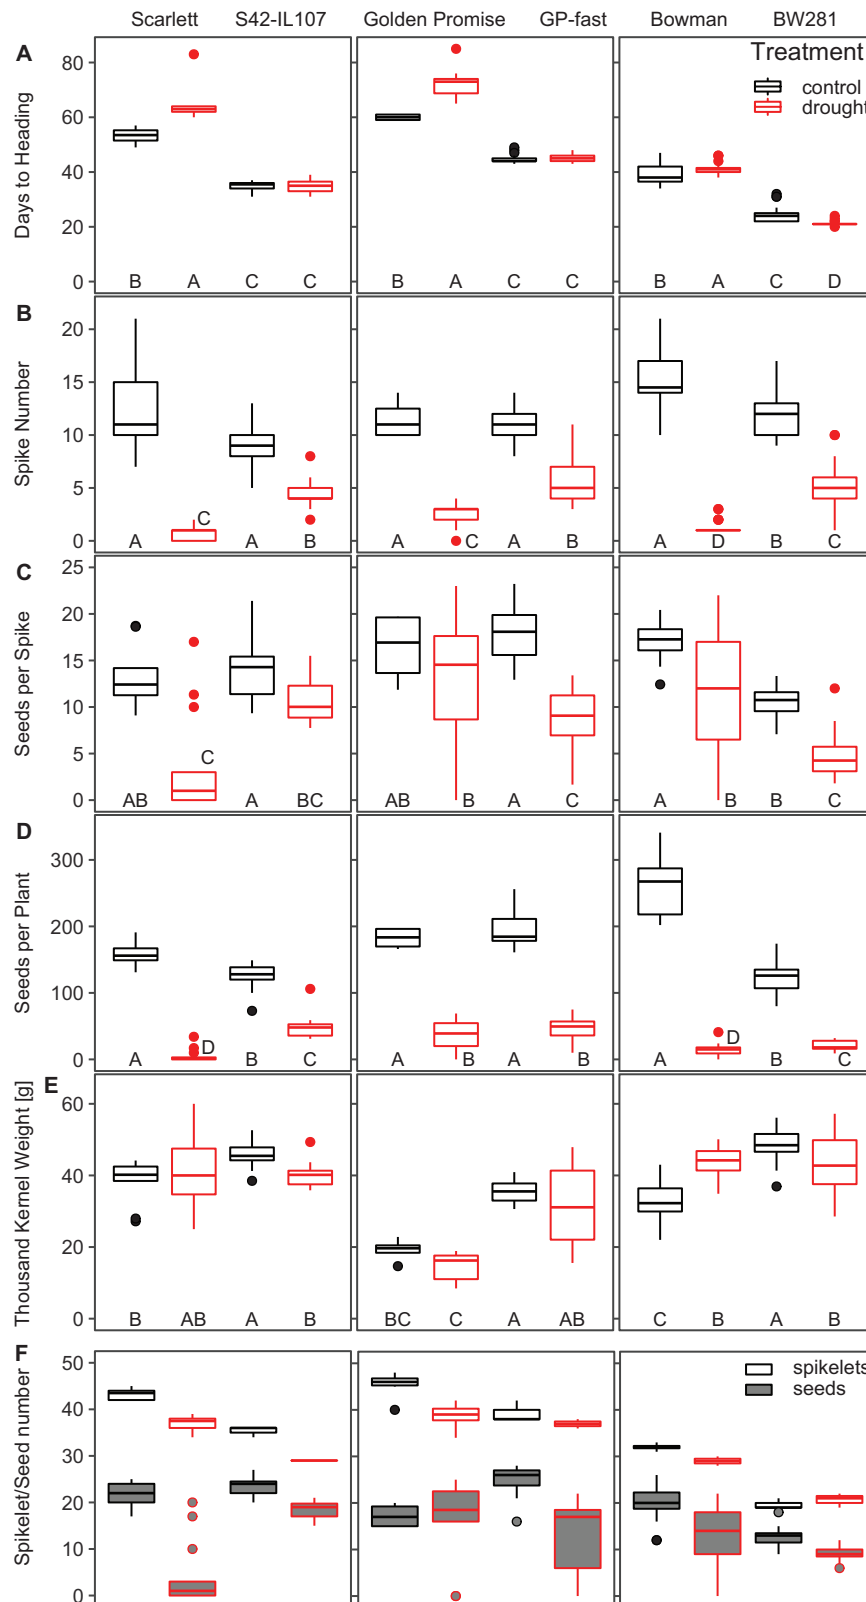 Scarlett S42-IL107 Golden Promise GP-fast Bowman BW281
A
Days to Heading
80
60
40
20
0
Treatment
control
drought
B A C C B A C C B A C D
B
Spike Number
20
15
10
5
0
A C A B A C A B A D B C
C
Seeds per Spike
25
20
15
10
5
0
AB C A BC AB B A C A B B C
D
Seeds per Plant
300
200
100
0
A D B C A B A B A D B C
E
Thousand Kernel Weight [g]
60
40
20
0
B AB A B BC C A AB C B A B
F
Spikelet/Seed number
50
40
30
20
10
0
spikelets
seeds